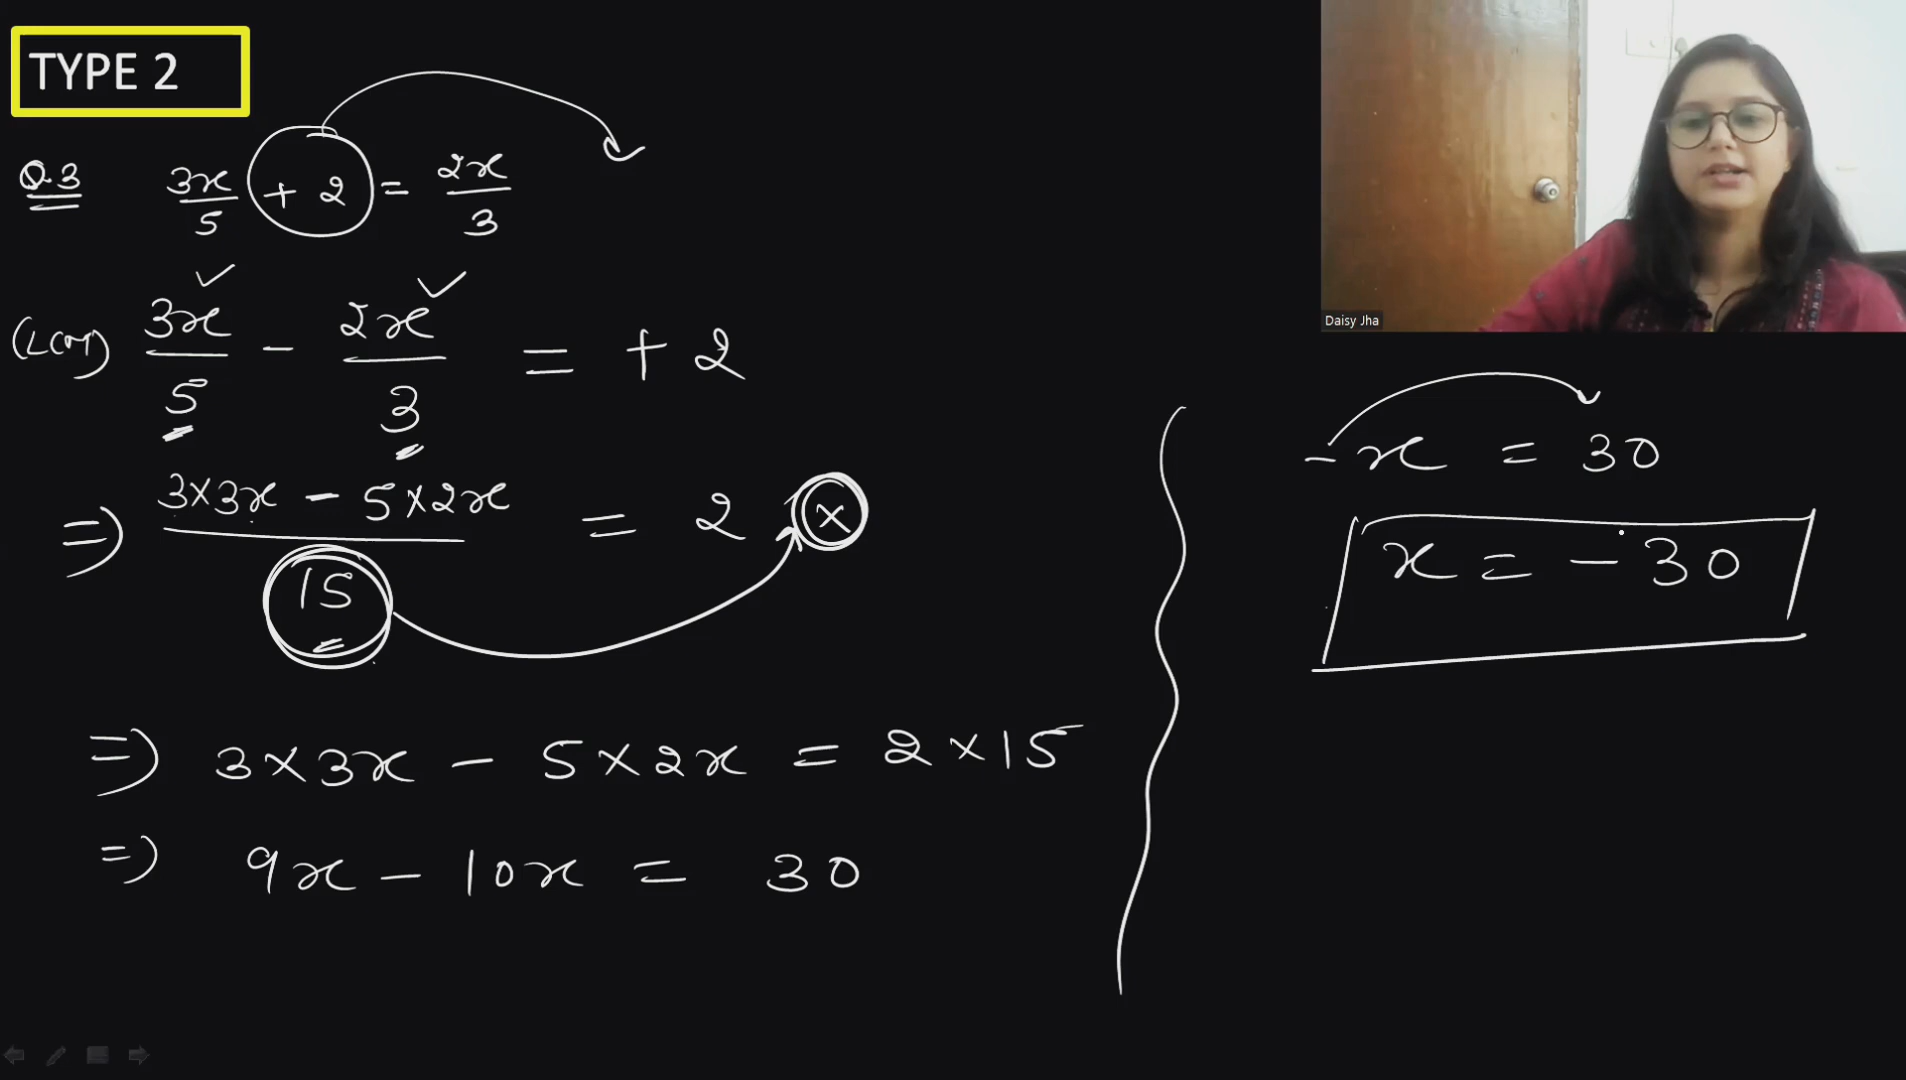 TYPE 2
Q.3 3x/5 + 2 = 2x/3
(LCM) 3x/5 - 2x/3 = + 2
=> 3×3x - 5×2x / 15 = 2 ×
=> 3×3x - 5×2x = 2×15
=> 9x - 10x = 30
Daisy Jha
-x = 30
x = -30